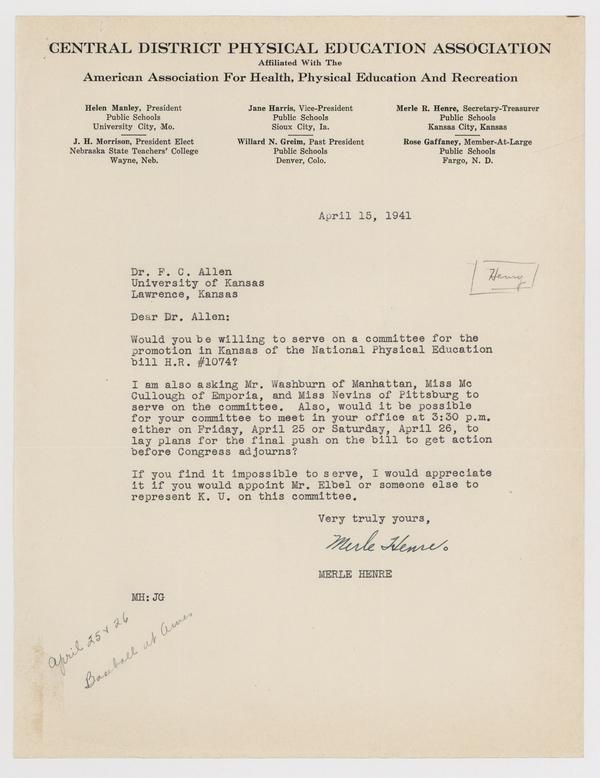 CENTRAL DISTRICT PHYSICAL EDUCATION ASSOCIATION
Affiliated With The
American Association For Health, Physical Education And Recreation
Helen Manley, President
Public Schools
University City, Mo.
J. H. Morrison, President Elect
Nebraska State Teachers' College
Wayne, Neb.
Jane Harris, Vice-President
Public Schools
Sioux City, Ia.
Willard N. Greim, Past President
Public Schools
Denver, Colo.
Merle R. Henre, Secretary-Treasurer
Public Schools
Kansas City, Kansas
Rose Gaffaney, Member-At-Large
Public Schools
Fargo, N. D.
April 15, 1941
Henry
Dr. F. C. Allen
University of Kansas
Lawrence, Kansas
Dear Dr. Allen:
Would you be willing to serve on a committee for the
promotion in Kansas of the National Physical Education
bill H.R. #1074?
I am also asking Mr. Washburn of Manhattan, Miss Mc
Cullough of Emporia, and Miss Nevins of Pittsburg to
serve on the committee. Also, would it be possible
for your committee to meet in your office at 3:30 p.m.
either on Friday, April 25 or Saturday, April 26, to
lay plans for the final push on the bill to get action
before Congress adjourns?
If you find it impossible to serve, I would appreciate
it if you would appoint Mr. Elbel or someone else to
represent K. U. on this committee.
Very truly yours,
Merle Henre.
MERLE HENRE
MH:JG
April 25 & 26
Baseball at Ames